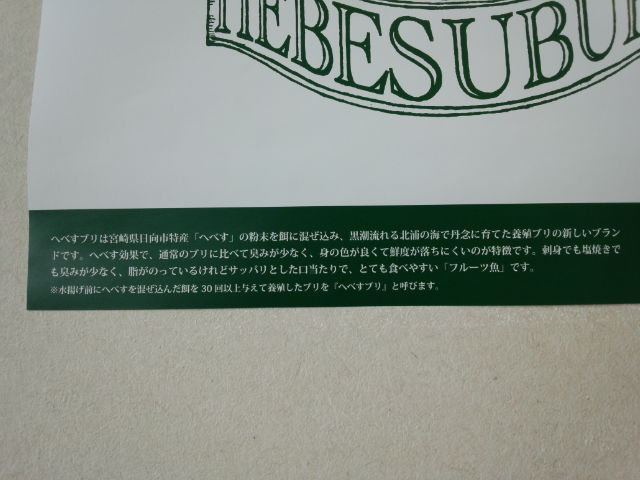 HEBESUBU
へべすブリは宮崎県日向市特産「へべす」の粉末を餌に混ぜ込み、黒潮流れる北浦の海で丹念に育てた養殖ブリの新しいブラン
ドです。へべす効果で、通常のブリに比べて臭みが少なく、身の色が良くて鮮度が落ちにくいのが特徴です。刺身でも塩焼きで
も臭みが少なく、脂がのっているけれどサッパリとした口当たりで、とても食べやすい「フルーツ魚」です。
※水揚げ前にへべすを混ぜ込んだ餌を 30 回以上与えて養殖したブリを『へべすブリ』と呼びます。